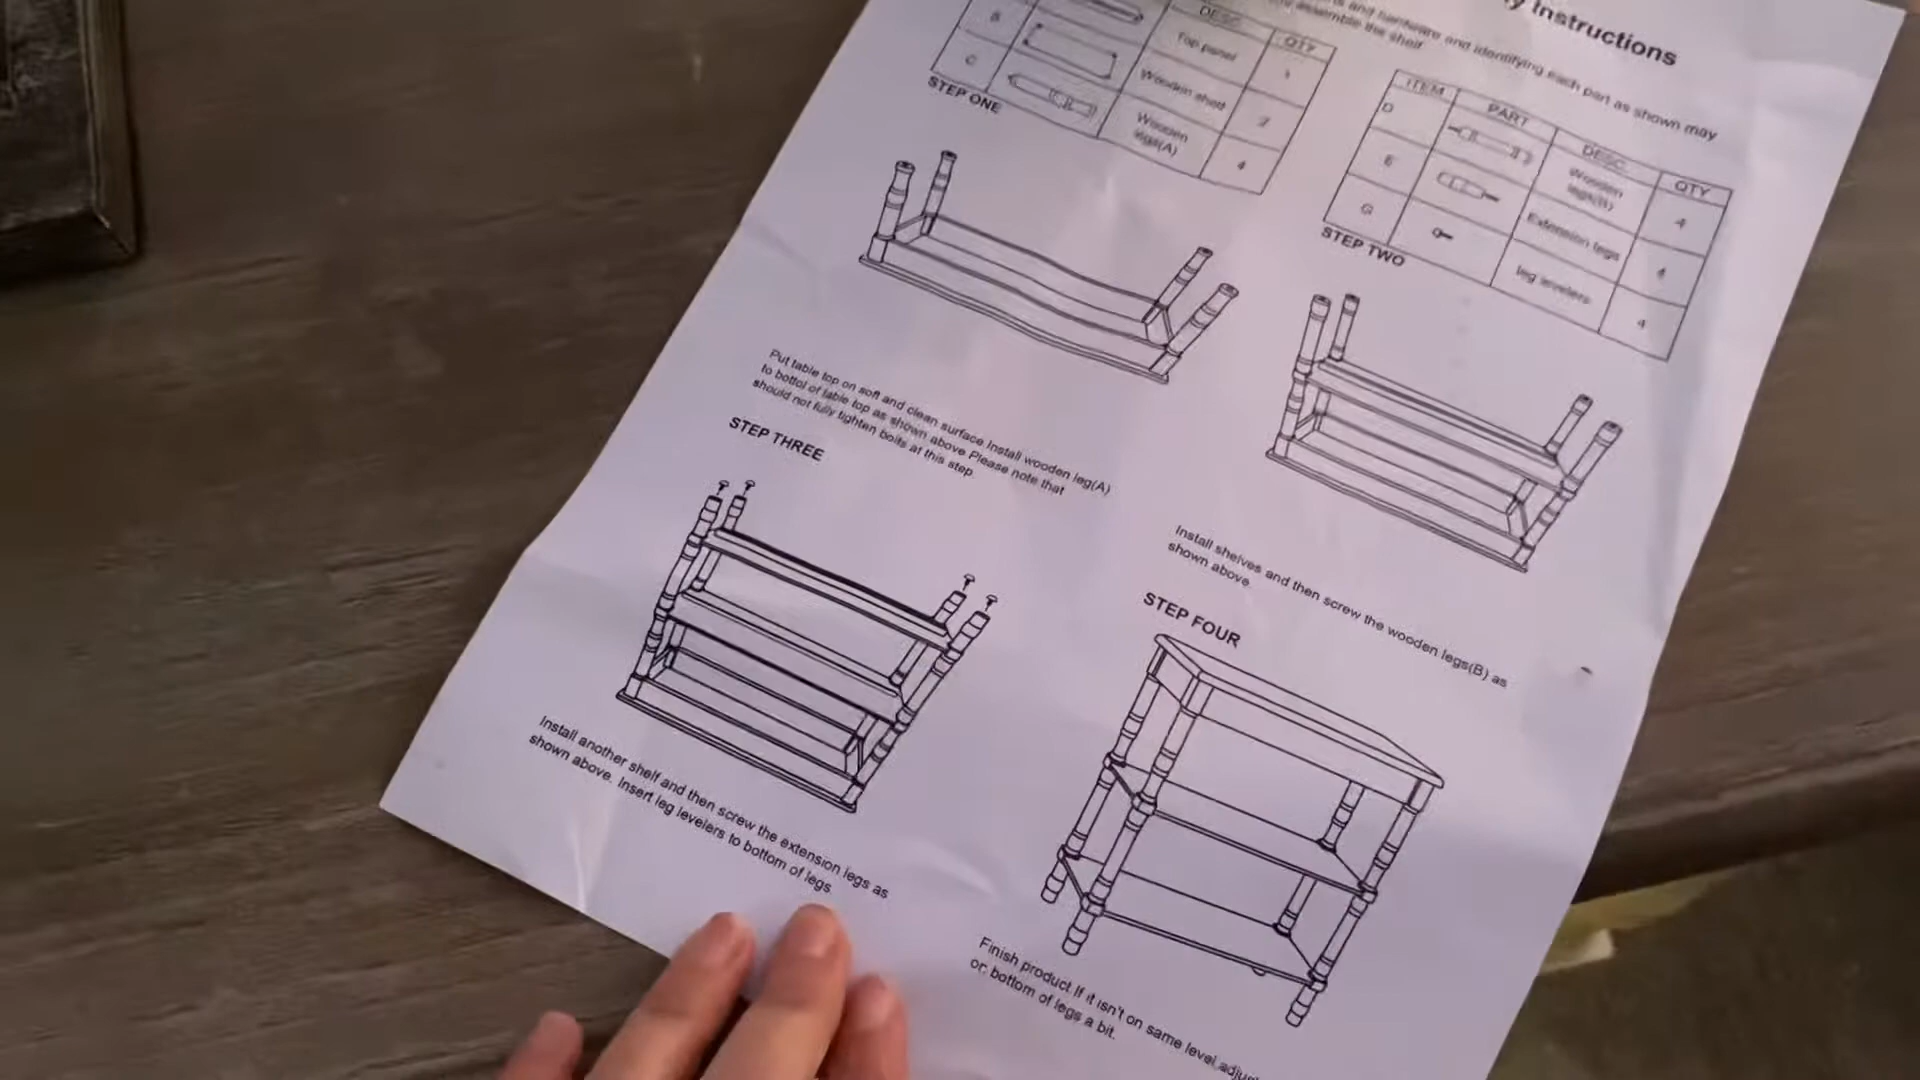 y Instructions
and hardware and identifying each part as shown may
assemble the shelf
DESC QTY
Top panel 1
B Wooden shelf 2
C Wooden
legs(A) 4
ITEM PART DESC QTY
D Wooden
legs(B) 4
E Extension legs 4
G leg levelers 4
STEP ONE
STEP TWO
Put table top on soft and clean surface.Install wooden leg(A)
to bottol of table top as shown above.Please note that
should not fully tighten bolts at this step
Install shelves and then screw the wooden legs(B) as
shown above
STEP THREE
STEP FOUR
Install another shelf and then screw the extension legs as
shown above. Insert leg levelers to bottom of legs
Finish product.If it isn't on same level,adjust
on bottom of legs a bit.